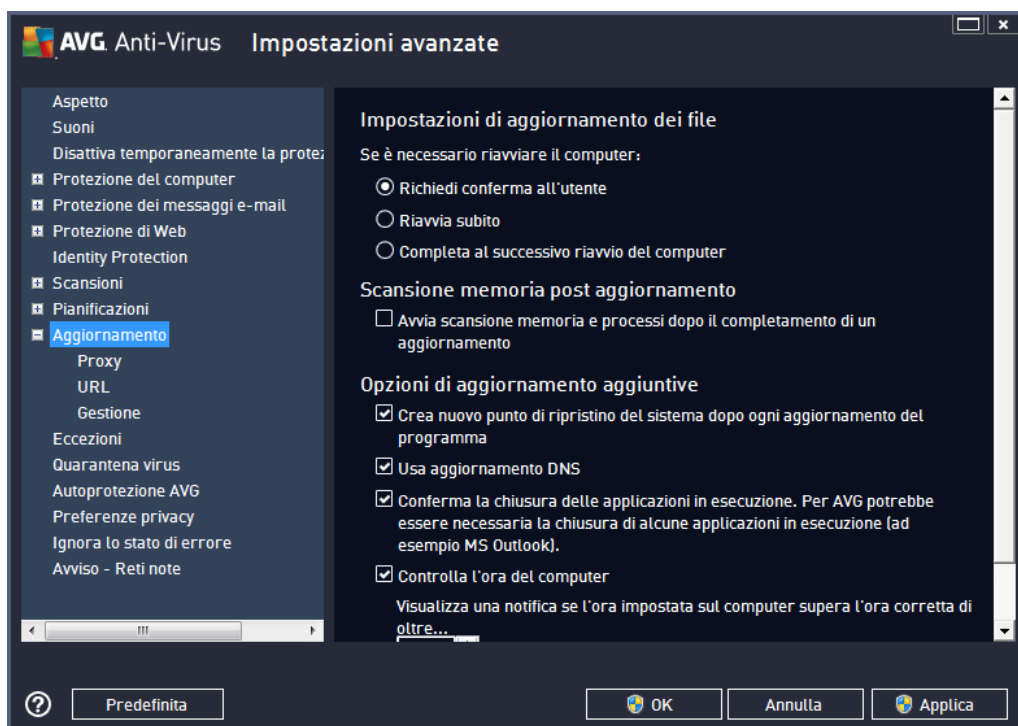 AVG. Anti-Virus Impostazioni avanzate
Aspetto
Suoni
Disattiva temporaneamente la protez
Protezione del computer
Protezione dei messaggi e-mail
Protezione di Web
Identity Protection
Scansioni
Pianificazioni
Aggiornamento
Proxy
URL
Gestione
Eccezioni
Quarantena virus
Autoprotezione AVG
Preferenze privacy
Ignora lo stato di errore
Avviso - Reti note
Impostazioni di aggiornamento dei file
Se è necessario riavviare il computer:
Richiedi conferma all'utente
Riavvia subito
Completa al successivo riavvio del computer
Scansione memoria post aggiornamento
Avvia scansione memoria e processi dopo il completamento di un
aggiornamento
Opzioni di aggiornamento aggiuntive
Crea nuovo punto di ripristino del sistema dopo ogni aggiornamento del
programma
Usa aggiornamento DNS
Conferma la chiusura delle applicazioni in esecuzione. Per AVG potrebbe
essere necessaria la chiusura di alcune applicazioni in esecuzione (ad
esempio MS Outlook).
Controlla l'ora del computer
Visualizza una notifica se l'ora impostata sul computer supera l'ora corretta di
oltre...
Predefinita
OK
Annulla
Applica